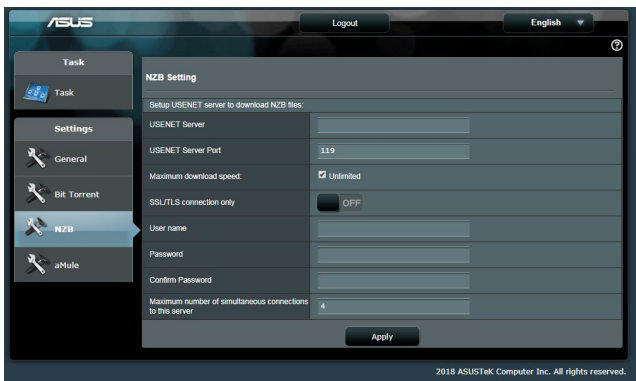 ASUS
Logout
English
Task
Task
Settings
General
Bit Torrent
NZB
aMule
NZB Setting
Setup USENET server to download NZB files:
USENET Server
USENET Server Port
119
Maximum download speed:
Unlimited
SSL/TLS connection only
OFF
User name
Password
Confirm Password
Maximum number of simultaneous connections
to this server
4
Apply
2018 ASUSTeK Computer Inc. All rights reserved.